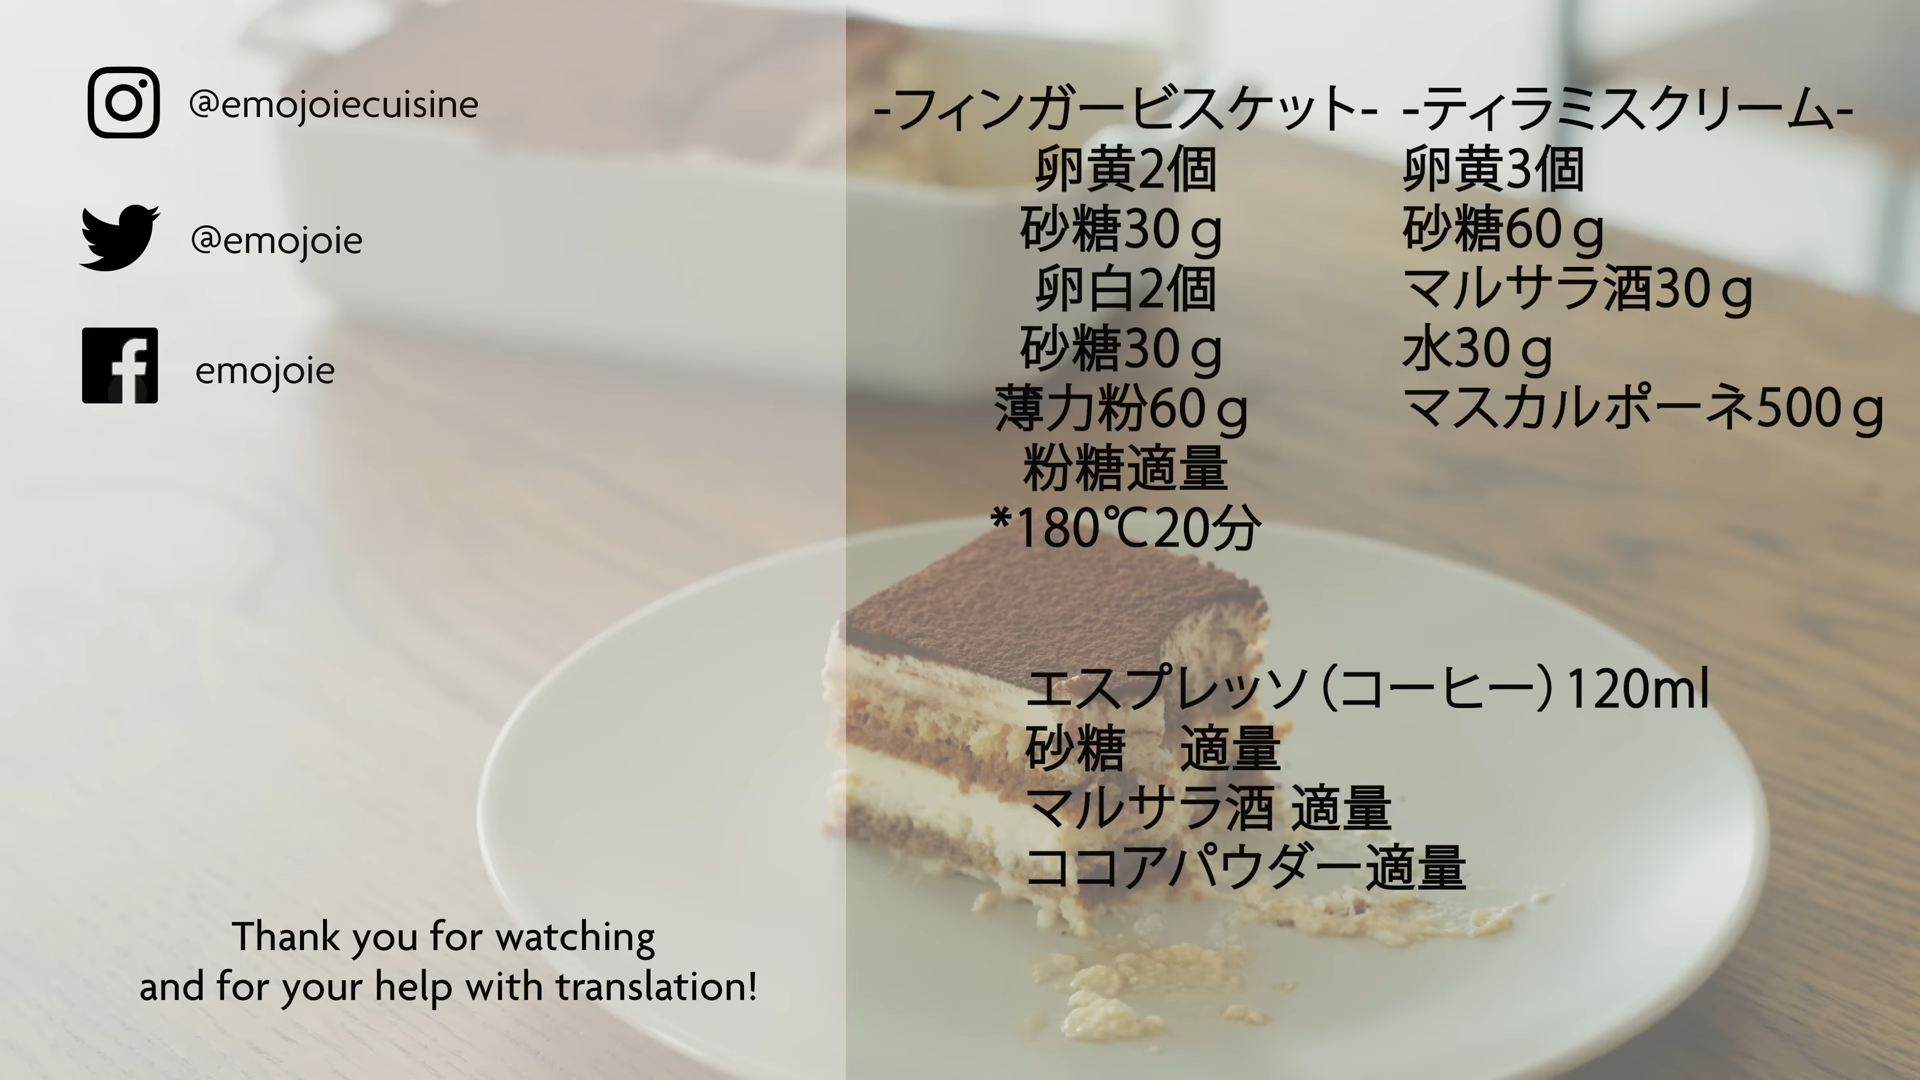 @emojoiecuisine
@emojoie
emojoie
Thank you for watching
and for your help with translation!
-フィンガービスケット-
卵黄2個
砂糖30g
卵白2個
砂糖30g
薄力粉60g
粉糖適量
*180℃20分
-ティラミスクリーム-
卵黄3個
砂糖60g
マルサラ酒30g
水30g
マスカルポーネ500g
エスプレッソ(コーヒー)120ml
砂糖　適量
マルサラ酒 適量
ココアパウダー適量